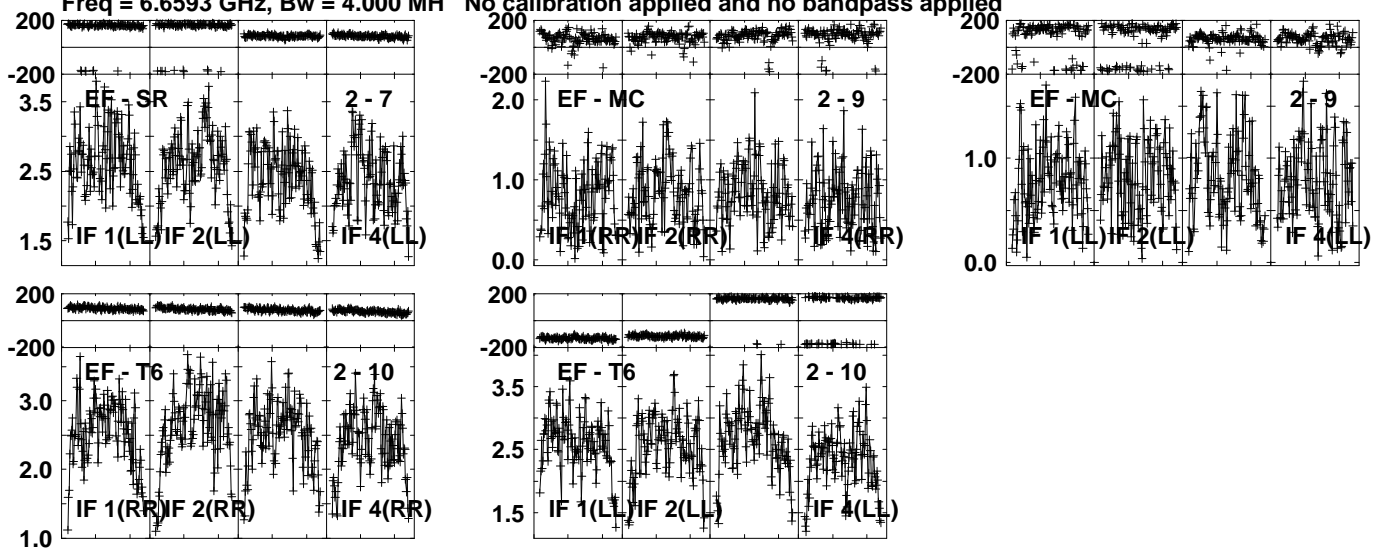 Freq = 6.6593 GHz, Bw = 4.000 MH No calibration applied and no bandpass applied
200
-200
3.5
2.5
1.5
EF - SR 2 - 7
IF 1(LL) IF 2(LL) IF 4(LL)
200
-200
2.0
1.0
0.0
EF - MC 2 - 9
IF 1(RR) IF 2(RR) IF 4(RR)
200
-200
1.0
0.0
EF - MC 2 - 9
IF 1(LL) IF 2(LL) IF 4(LL)
200
-200
3.0
2.0
1.0
EF - T6 2 - 10
IF 1(RR) IF 2(RR) IF 4(RR)
200
-200
3.5
2.5
1.5
EF - T6 2 - 10
IF 1(LL) IF 2(LL) IF 4(LL)